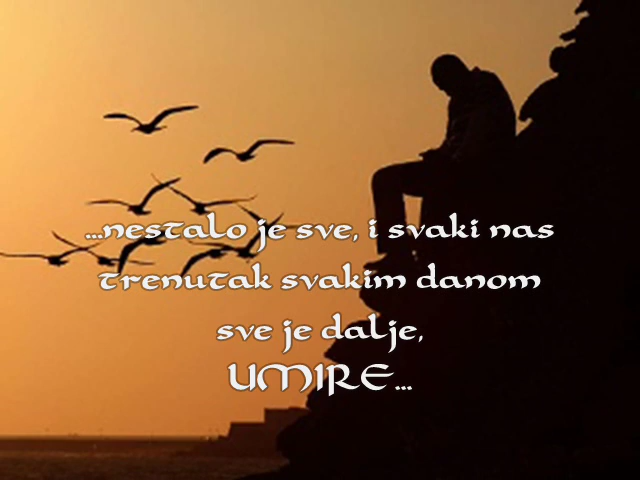 ...nestalo je sve, i svaki nas
trenutak svakim danom
sve je dalje,
UMIRE...